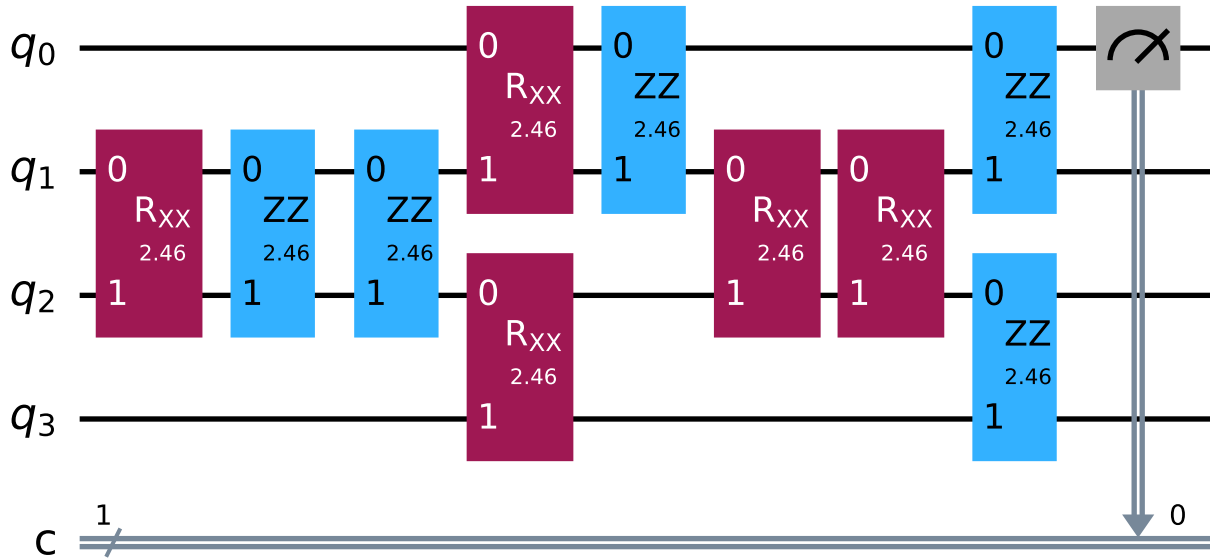 q0 0 0 0
RXX ZZ ZZ
2.46 2.46 2.46
q1 0 0 0 1 1 0 0 1
RXX ZZ ZZ RXX RXX
2.46 2.46 2.46 2.46 2.46
q2 1 1 1 0 1 1 0
RXX ZZ
2.46 2.46
q3 1 1
c 1 0